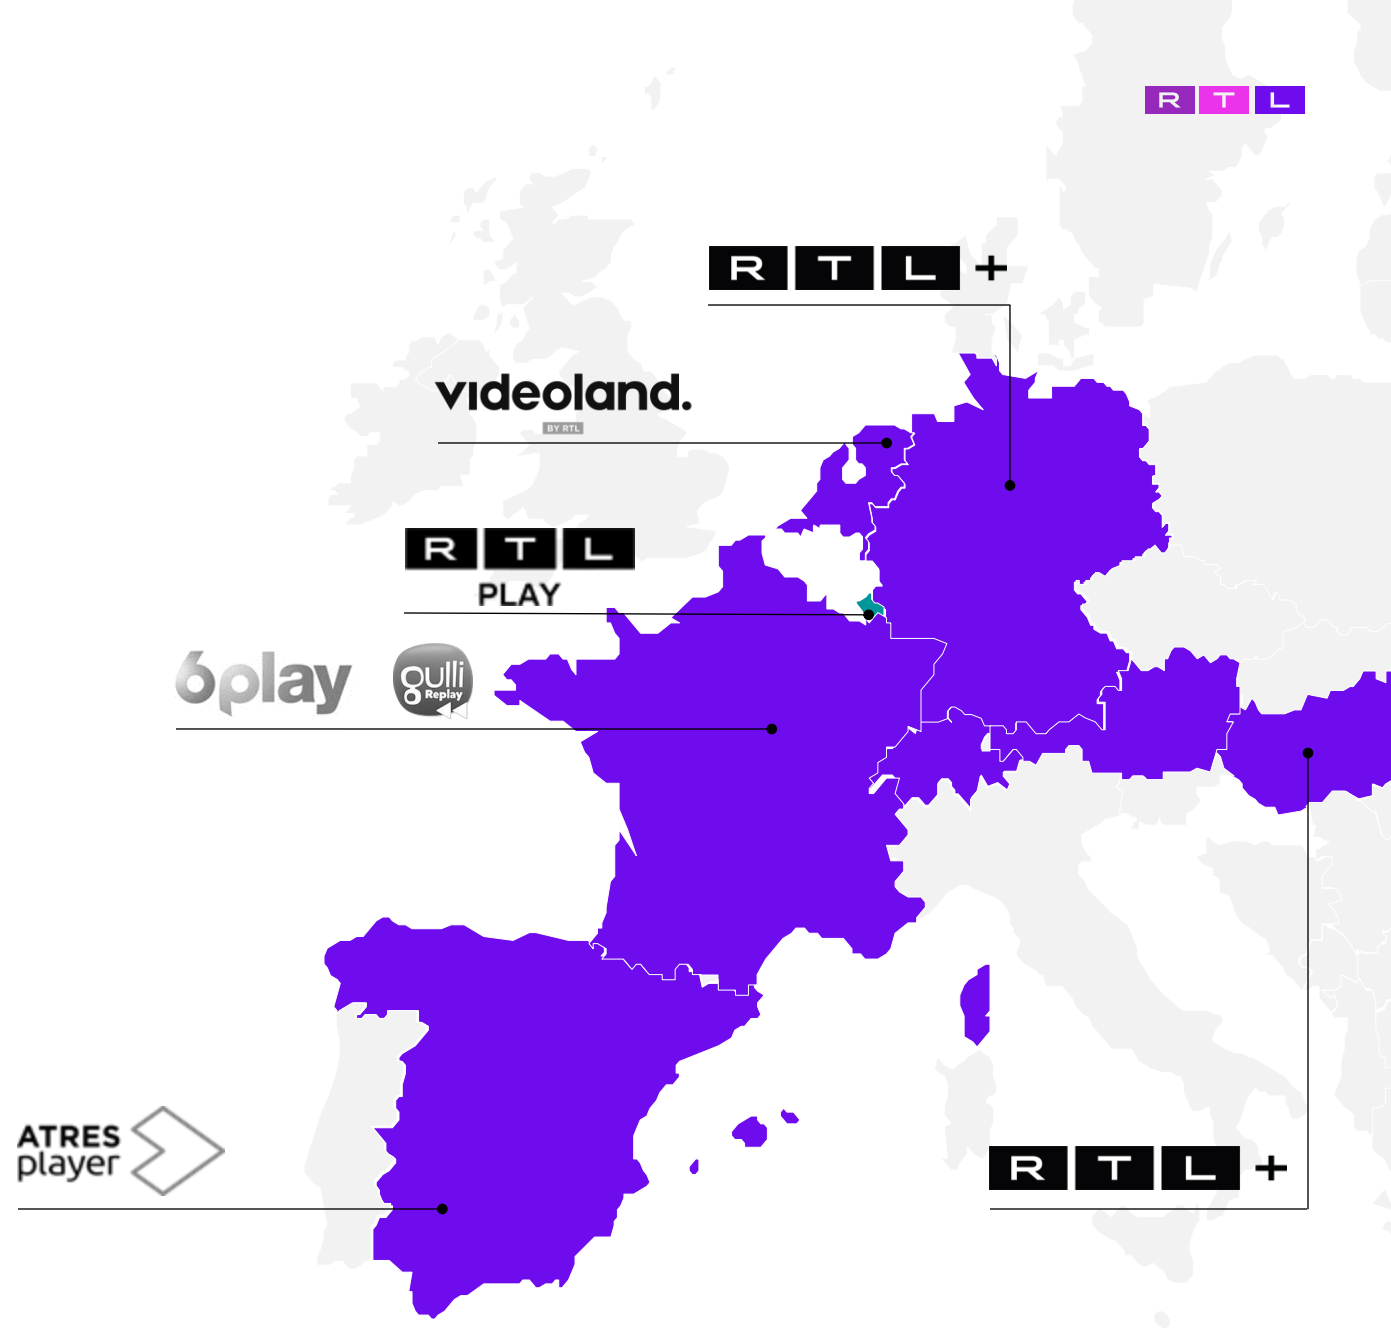 RTL
RTL+
videoland.
BY RTL
RTL
PLAY
6play
gulli
Replay
ATRES
player
RTL+